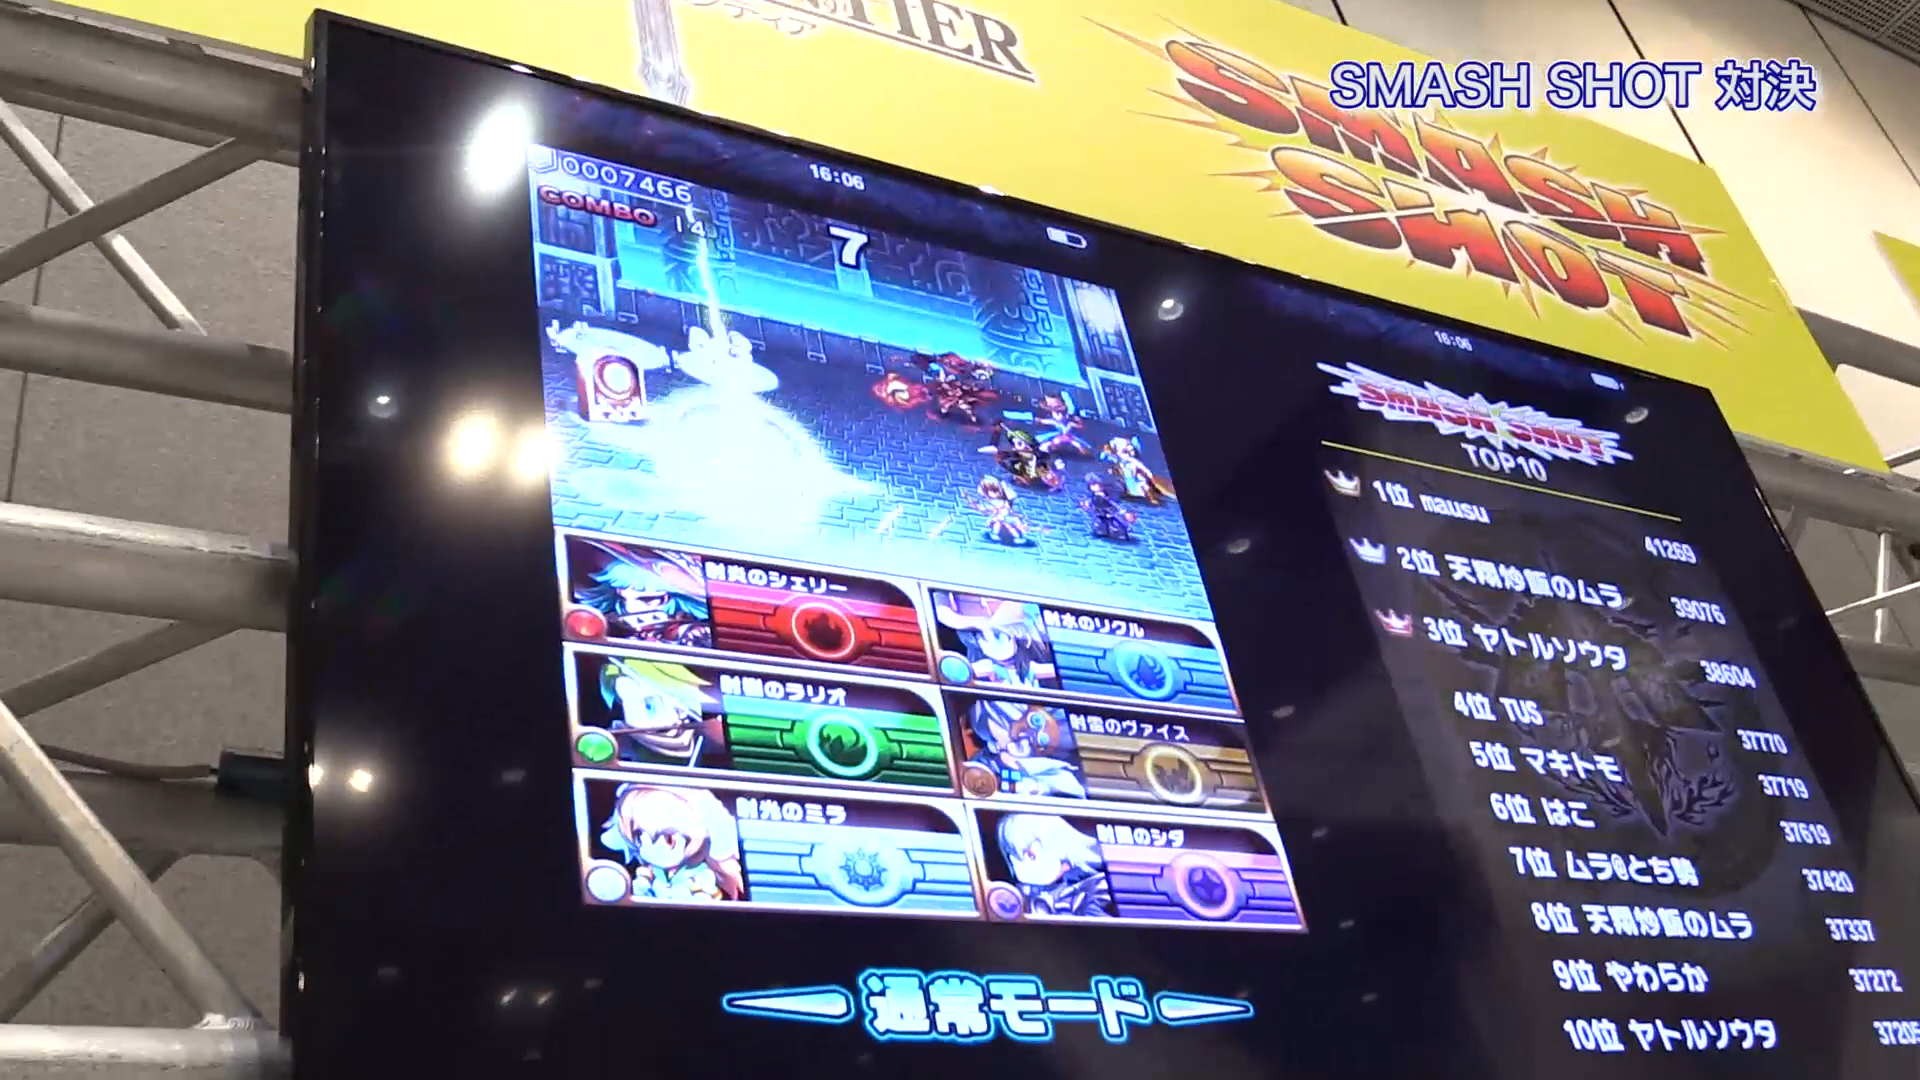 SMASH SHOT 対決
SMASH
SHOT
0007466
COMBO 14
16:06
7
射炎のシェリー
射水のリクル
射樹のラリオ
射雷のヴァイス
射光のミラ
射闇のシダ
通常モード
16:06
SMASH SHOT
TOP10
1位 mausu
41269
2位 天翔炒飯のムラ
39076
3位 ヤトルソウタ
38604
4位 TUS
37770
5位 マキトモ
37719
6位 はこ
37619
7位 ムラ@とち勢
37420
8位 天翔炒飯のムラ
37337
9位 やわらか
37272
10位 ヤトルソウタ
37205